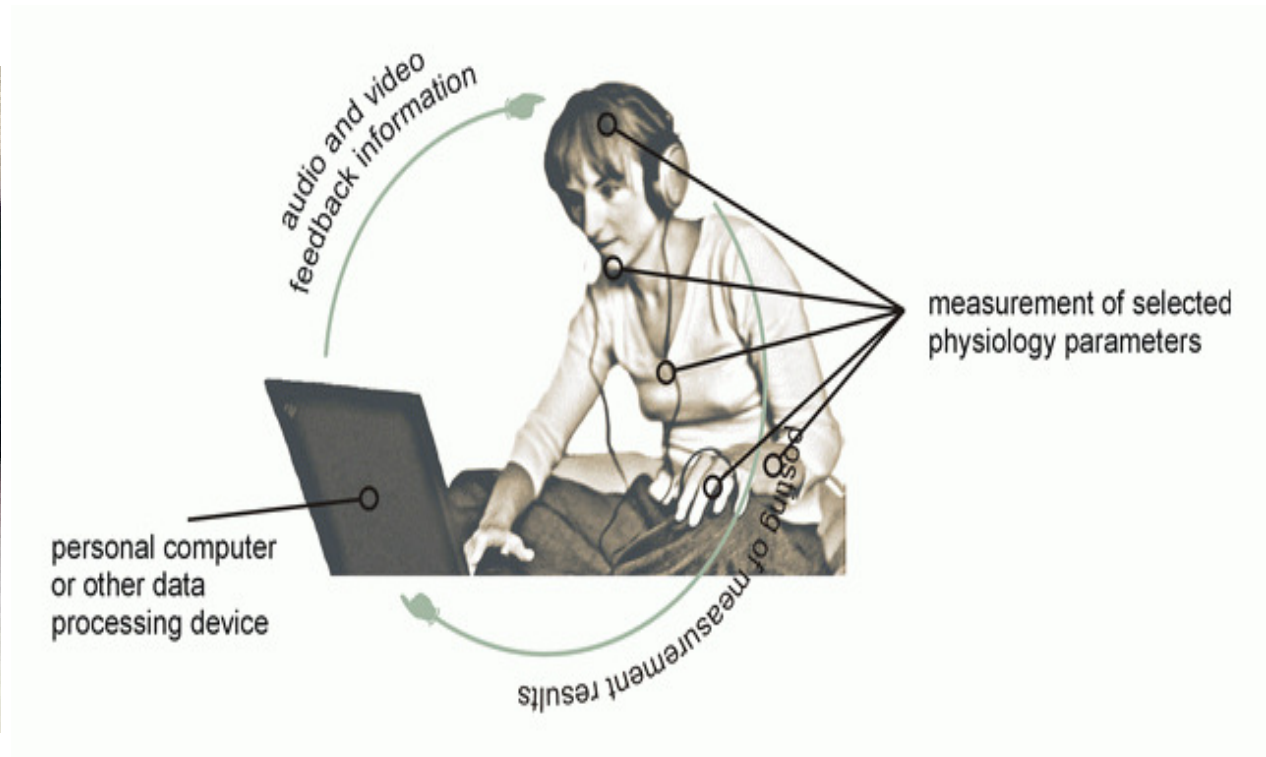 audio and video
feedback information
measurement of selected
physiology parameters
posting of measurement results
personal computer
or other data
processing device